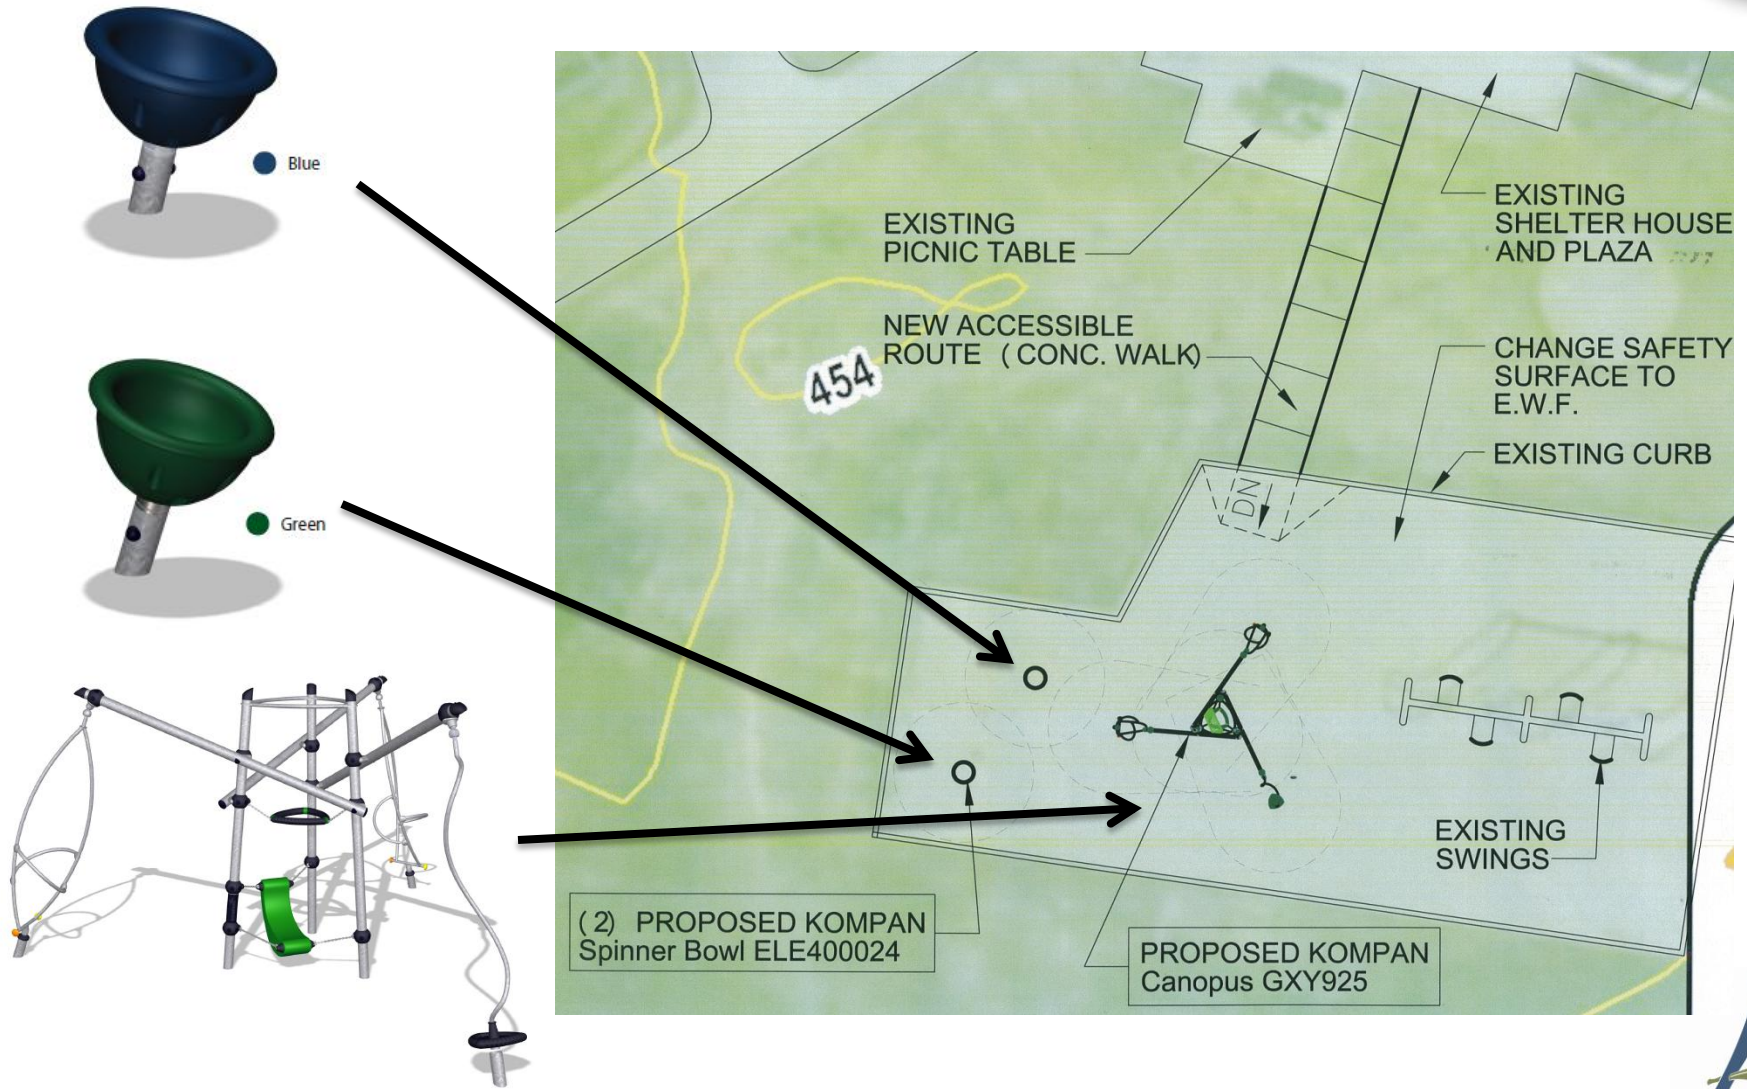 Blue
Green
EXISTING
PICNIC TABLE
NEW ACCESSIBLE
ROUTE (CONC. WALK)
454
EXISTING
SHELTER HOUSE
AND PLAZA
CHANGE SAFETY
SURFACE TO
E.W.F.
EXISTING CURB
DN
EXISTING
SWINGS
(2) PROPOSED KOMPAN
Spinner Bowl ELE400024
PROPOSED KOMPAN
Canopus GXY925